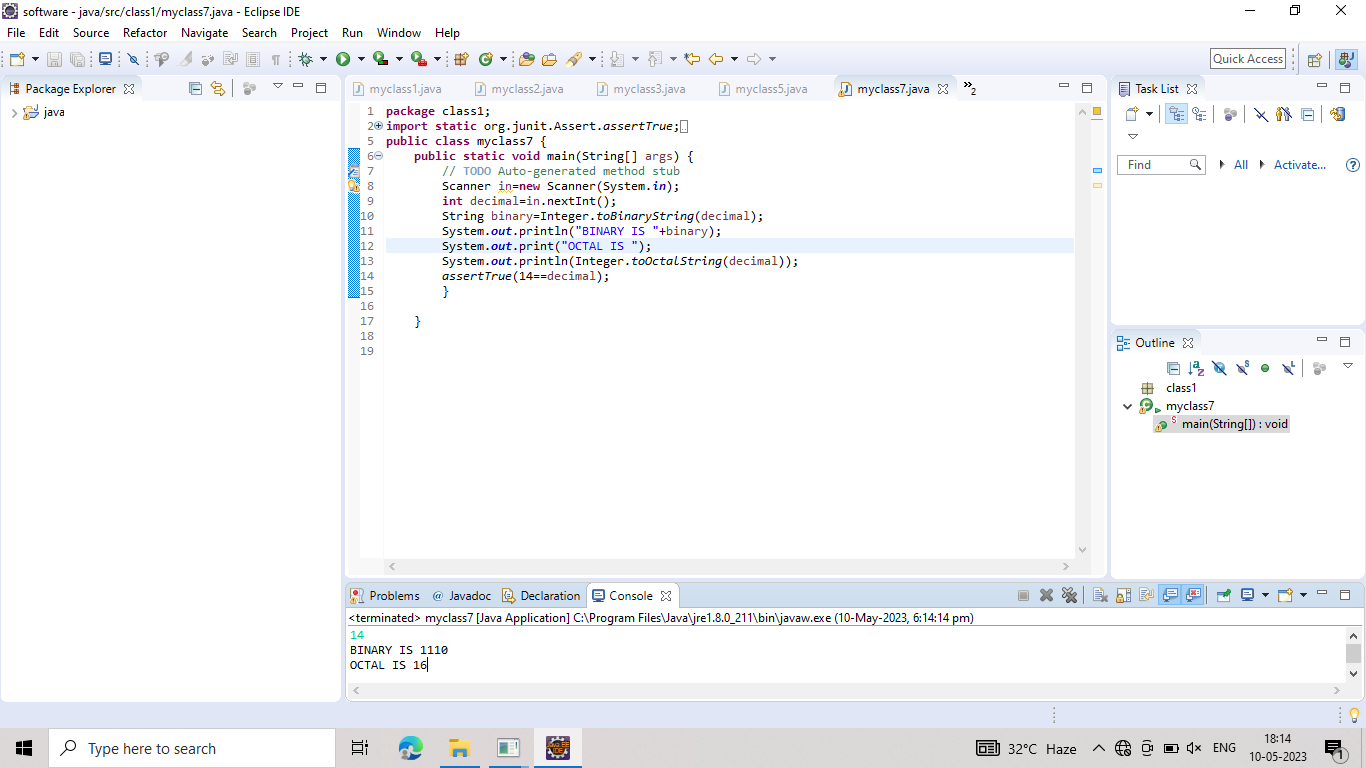 software - java/src/class1/myclass7.java - Eclipse IDE
File Edit Source Refactor Navigate Search Project Run Window Help
Quick Access
Package Explorer
java
myclass1.java myclass2.java myclass3.java myclass5.java myclass7.java »2
1 package class1;
2 import static org.junit.Assert.assertTrue;
5 public class myclass7 {
6 public static void main(String[] args) {
7 // TODO Auto-generated method stub
8 Scanner in=new Scanner(System.in);
9 int decimal=in.nextInt();
10 String binary=Integer.toBinaryString(decimal);
11 System.out.println("BINARY IS "+binary);
12 System.out.print("OCTAL IS ");
13 System.out.println(Integer.toOctalString(decimal));
14 assertTrue(14==decimal);
15 }
16
17 }
18
19
Task List
Find All Activate...
Outline
class1
myclass7
main(String[]) : void
Problems @ Javadoc Declaration Console
<terminated> myclass7 [Java Application] C:\Program Files\Java\jre1.8.0_211\bin\javaw.exe (10-May-2023, 6:14:14 pm)
14
BINARY IS 1110
OCTAL IS 16
Type here to search
32°C Haze
ENG
18:14
10-05-2023
1